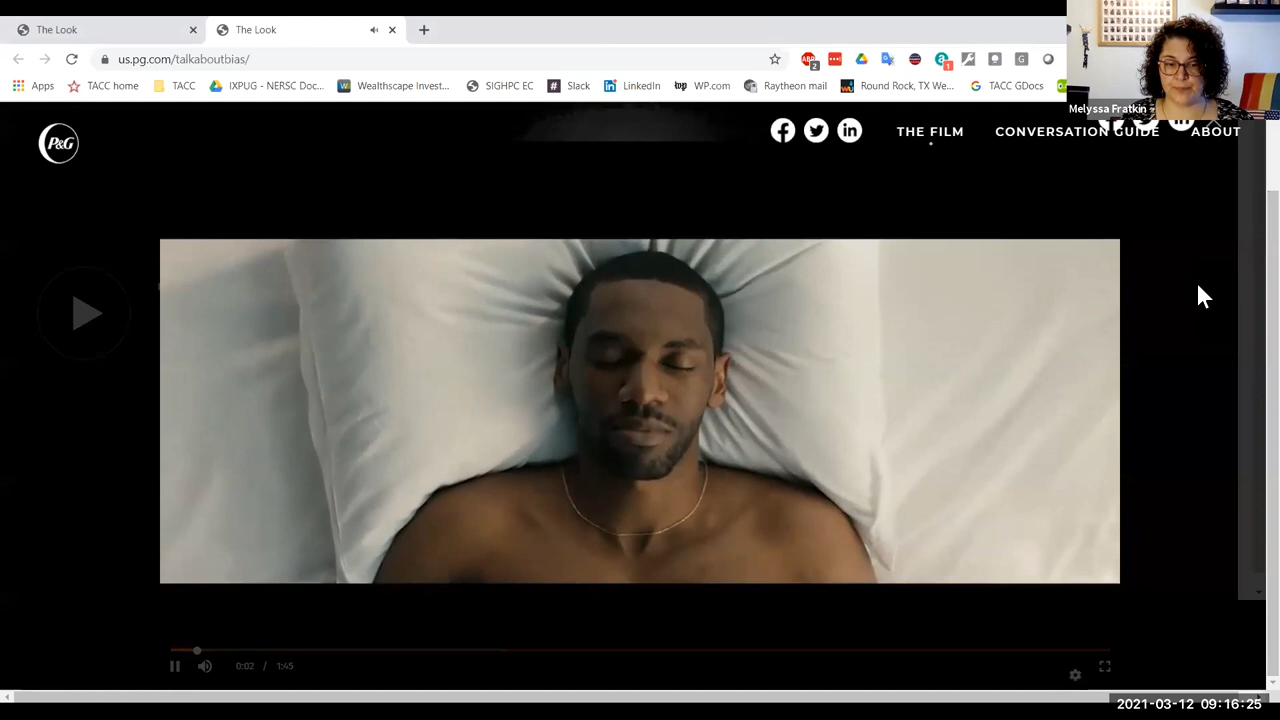 The Look
The Look
us.pg.com/talkaboutbias/
Apps TACC home TACC IXPUG - NERSC Doc... Wealthscape Invest... SIGHPC EC Slack LinkedIn WP.com Raytheon mail Round Rock, TX We... TACC GDocs
Melyssa Fratkin
P&G
THE FILM CONVERSATION GUIDE ABOUT
0:02 / 1:45
2021-03-12 09:16:25